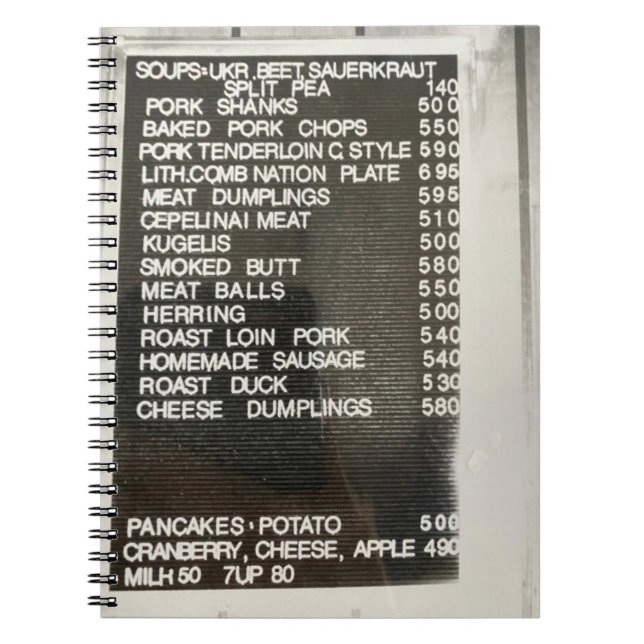 SOUPS=UKR.BEET,SAUERKRAUT
SPLIT PEA 140
PORK SHANKS 500
BAKED PORK CHOPS 550
PORK TENDERLOIN C. STYLE 590
LITH.COMB NATION PLATE 695
MEAT DUMPLINGS 595
CEPELINAI MEAT 510
KUGELIS 500
SMOKED BUTT 580
MEAT BALLS 550
HERRING 500
ROAST LOIN PORK 540
HOMEMADE SAUSAGE 540
ROAST DUCK 530
CHEESE DUMPLINGS 580
PANCAKES·POTATO 500
CRANBERRY, CHEESE, APPLE 490
MILK 50 7UP 80